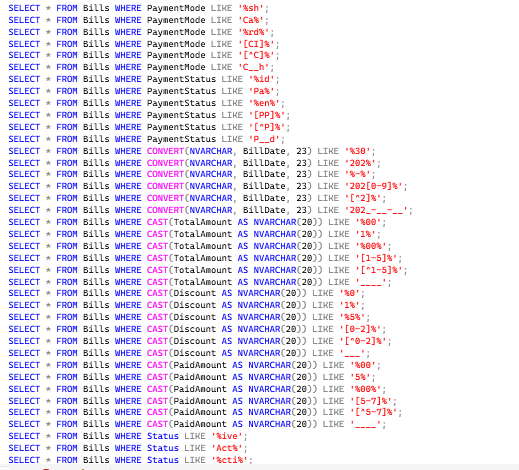 SELECT * FROM Bills WHERE PaymentMode LIKE '%sh';
SELECT * FROM Bills WHERE PaymentMode LIKE 'Ca%';
SELECT * FROM Bills WHERE PaymentMode LIKE '%rd%';
SELECT * FROM Bills WHERE PaymentMode LIKE '[CI]%';
SELECT * FROM Bills WHERE PaymentMode LIKE '[^C]%';
SELECT * FROM Bills WHERE PaymentMode LIKE 'C__h';
SELECT * FROM Bills WHERE PaymentStatus LIKE '%id';
SELECT * FROM Bills WHERE PaymentStatus LIKE 'Pa%';
SELECT * FROM Bills WHERE PaymentStatus LIKE '%en%';
SELECT * FROM Bills WHERE PaymentStatus LIKE '[PP]%';
SELECT * FROM Bills WHERE PaymentStatus LIKE '[^P]%';
SELECT * FROM Bills WHERE PaymentStatus LIKE 'P__d';
SELECT * FROM Bills WHERE CONVERT(NVARCHAR, BillDate, 23) LIKE '%30';
SELECT * FROM Bills WHERE CONVERT(NVARCHAR, BillDate, 23) LIKE '202%';
SELECT * FROM Bills WHERE CONVERT(NVARCHAR, BillDate, 23) LIKE '%-%';
SELECT * FROM Bills WHERE CONVERT(NVARCHAR, BillDate, 23) LIKE '202[0-9]%';
SELECT * FROM Bills WHERE CONVERT(NVARCHAR, BillDate, 23) LIKE '[^2]%';
SELECT * FROM Bills WHERE CONVERT(NVARCHAR, BillDate, 23) LIKE '202_-__-__';
SELECT * FROM Bills WHERE CAST(TotalAmount AS NVARCHAR(20)) LIKE '%00';
SELECT * FROM Bills WHERE CAST(TotalAmount AS NVARCHAR(20)) LIKE '1%';
SELECT * FROM Bills WHERE CAST(TotalAmount AS NVARCHAR(20)) LIKE '%00%';
SELECT * FROM Bills WHERE CAST(TotalAmount AS NVARCHAR(20)) LIKE '[1-5]%';
SELECT * FROM Bills WHERE CAST(TotalAmount AS NVARCHAR(20)) LIKE '[^1-5]%';
SELECT * FROM Bills WHERE CAST(TotalAmount AS NVARCHAR(20)) LIKE '____';
SELECT * FROM Bills WHERE CAST(Discount AS NVARCHAR(20)) LIKE '%0';
SELECT * FROM Bills WHERE CAST(Discount AS NVARCHAR(20)) LIKE '1%';
SELECT * FROM Bills WHERE CAST(Discount AS NVARCHAR(20)) LIKE '%5%';
SELECT * FROM Bills WHERE CAST(Discount AS NVARCHAR(20)) LIKE '[0-2]%';
SELECT * FROM Bills WHERE CAST(Discount AS NVARCHAR(20)) LIKE '[^0-2]%';
SELECT * FROM Bills WHERE CAST(Discount AS NVARCHAR(20)) LIKE '___';
SELECT * FROM Bills WHERE CAST(PaidAmount AS NVARCHAR(20)) LIKE '%00';
SELECT * FROM Bills WHERE CAST(PaidAmount AS NVARCHAR(20)) LIKE '5%';
SELECT * FROM Bills WHERE CAST(PaidAmount AS NVARCHAR(20)) LIKE '%00%';
SELECT * FROM Bills WHERE CAST(PaidAmount AS NVARCHAR(20)) LIKE '[5-7]%';
SELECT * FROM Bills WHERE CAST(PaidAmount AS NVARCHAR(20)) LIKE '[^5-7]%';
SELECT * FROM Bills WHERE CAST(PaidAmount AS NVARCHAR(20)) LIKE '____';
SELECT * FROM Bills WHERE Status LIKE '%ive';
SELECT * FROM Bills WHERE Status LIKE 'Act%';
SELECT * FROM Bills WHERE Status LIKE '%cti%';